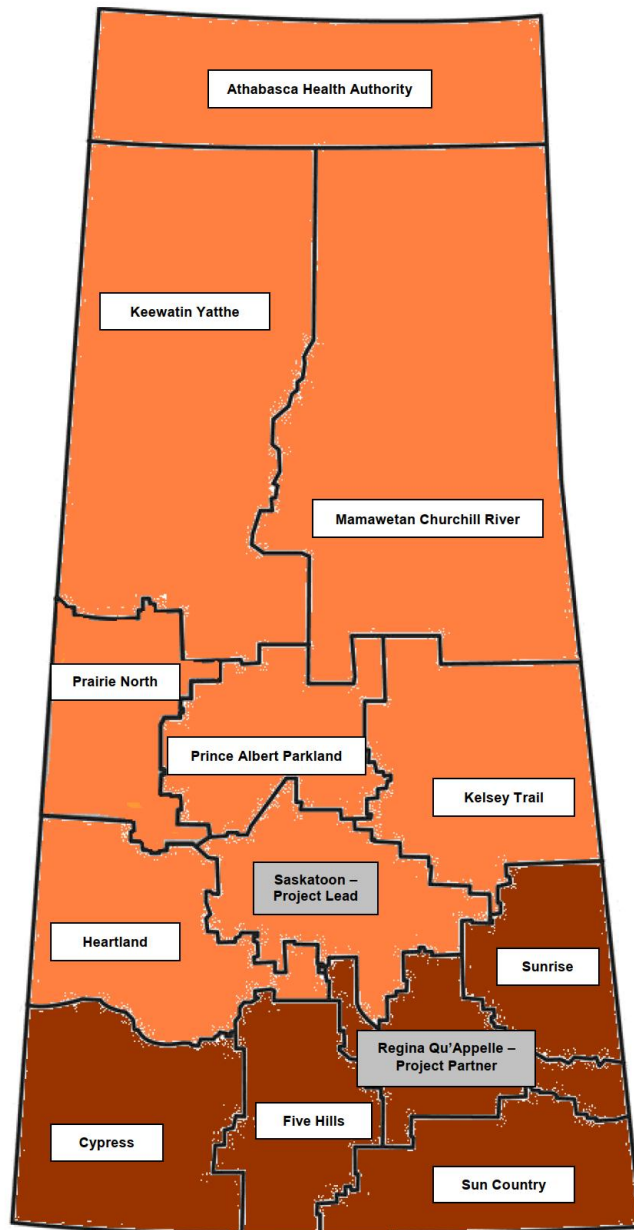 Athabasca Health Authority
Keewatin Yatthe
Mamawetan Churchill River
Prairie North
Prince Albert Parkland
Kelsey Trail
Saskatoon –
Project Lead
Heartland
Sunrise
Regina Qu’Appelle –
Project Partner
Five Hills
Cypress
Sun Country